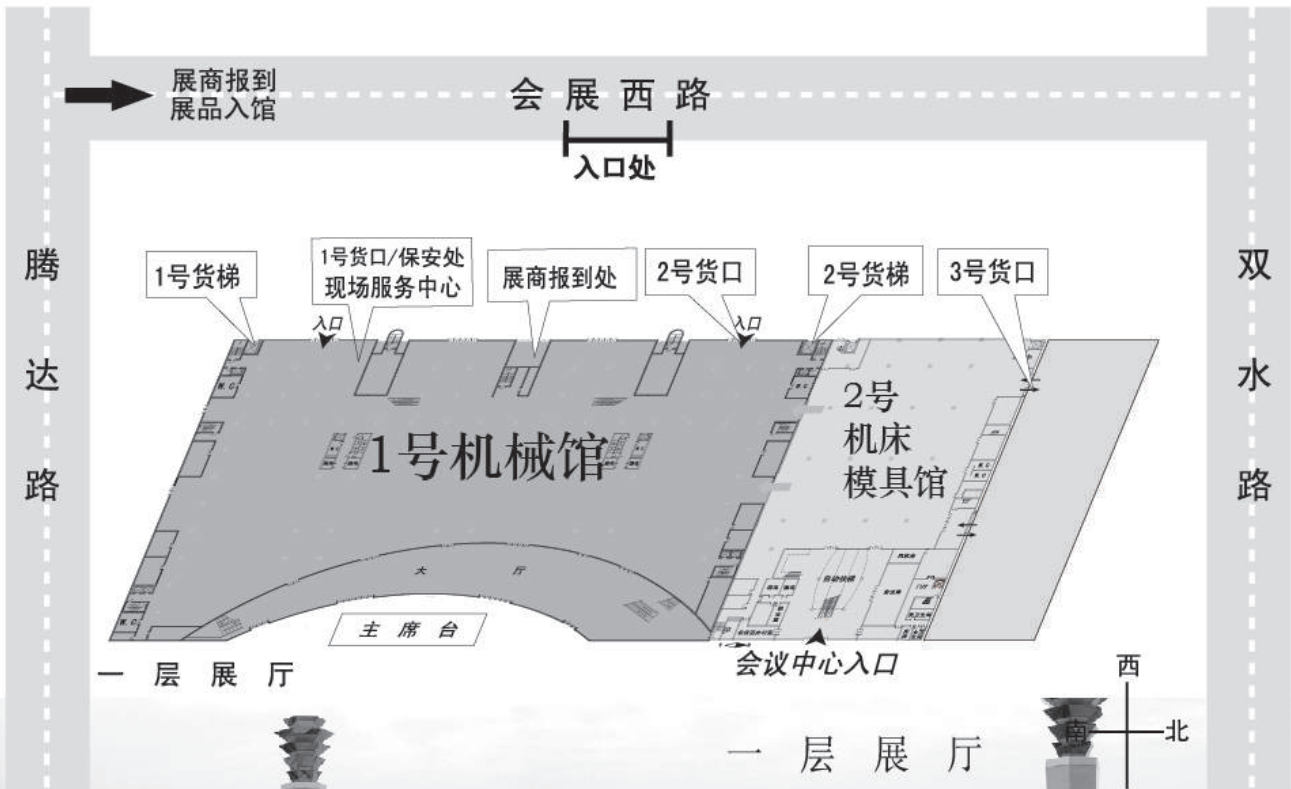 展商报到
展品入馆
会展西路
入口处
腾达路
双水路
1号货梯
1号货口/保安处
现场服务中心
展商报到处
2号货口
2号货梯
3号货口
入口
入口
W.C
1号机械馆
2号
机床
模具馆
大厅
自动扶梯
W.C
主席台
会议中心入口
一层展厅
一层展厅
西
南
北